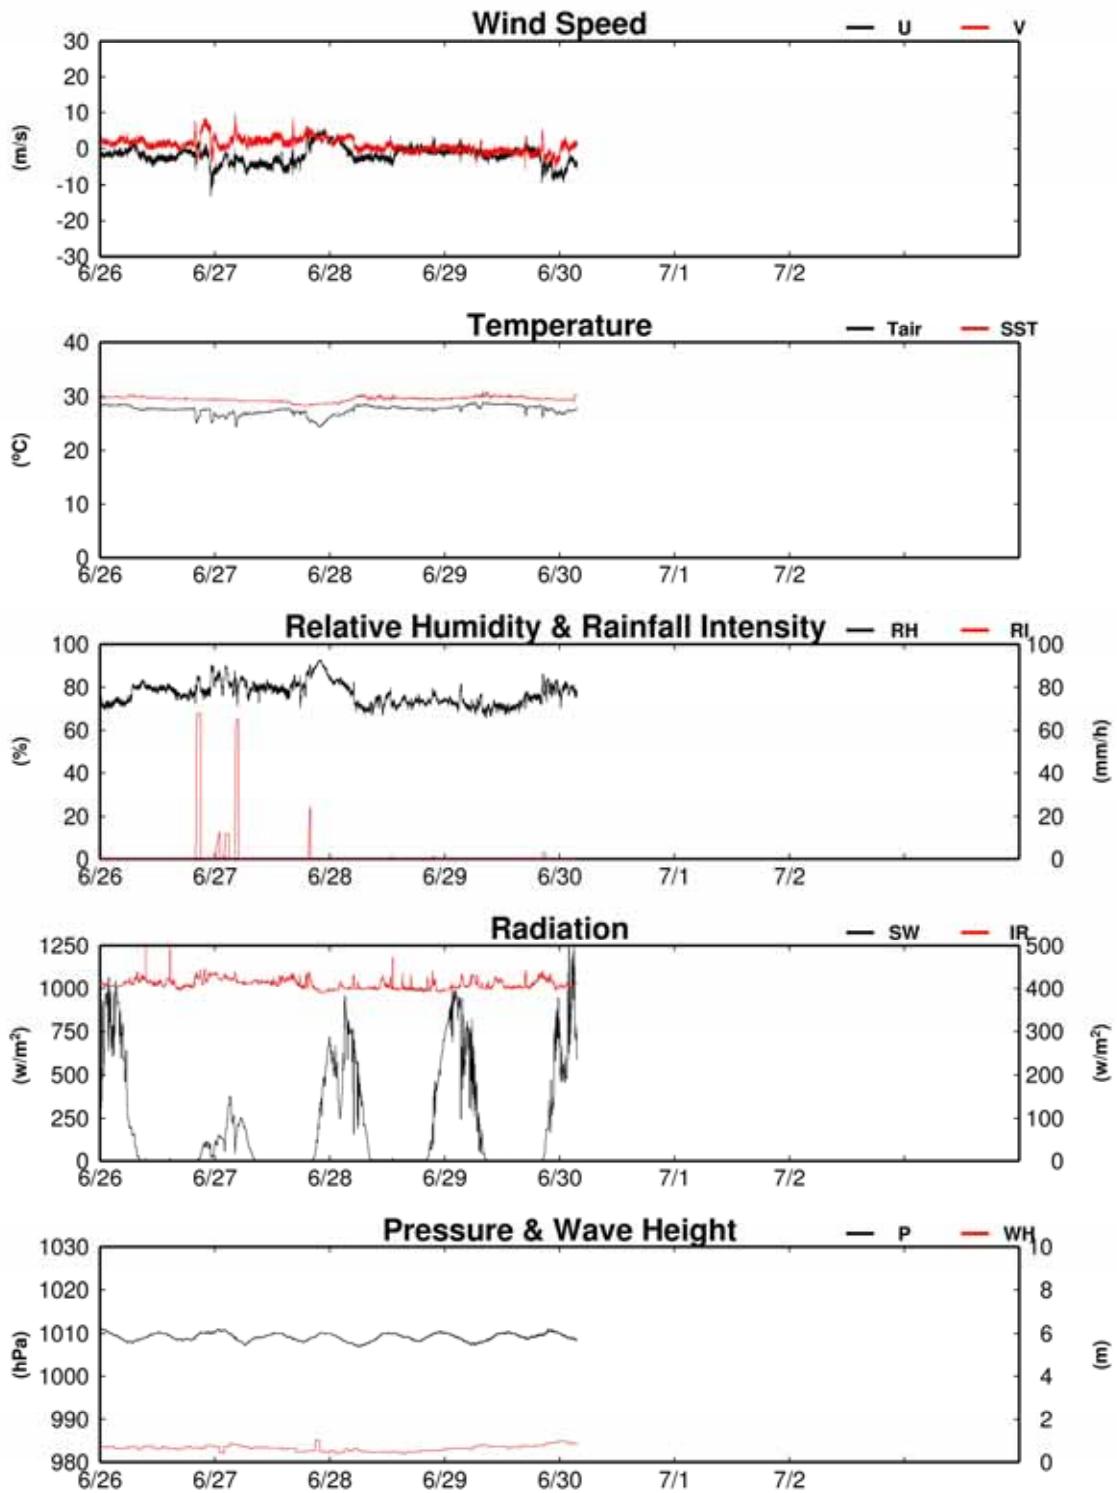 Wind Speed U V
30
20
10
0
-10
-20
-30
(m/s)
6/26 6/27 6/28 6/29 6/30 7/1 7/2
Temperature Tair SST
40
30
20
10
0
(ºC)
6/26 6/27 6/28 6/29 6/30 7/1 7/2
Relative Humidity & Rainfall Intensity RH RI
100 100
80 80
60 60
40 40
20 20
0 0
(%) (mm/h)
6/26 6/27 6/28 6/29 6/30 7/1 7/2
Radiation SW IR
1250 500
1000 400
750 300
500 200
250 100
0 0
(w/m²) (w/m²)
6/26 6/27 6/28 6/29 6/30 7/1 7/2
Pressure & Wave Height P WH
1030 10
1020 8
1010 6
1000 4
990 2
980 0
(hPa) (m)
6/26 6/27 6/28 6/29 6/30 7/1 7/2